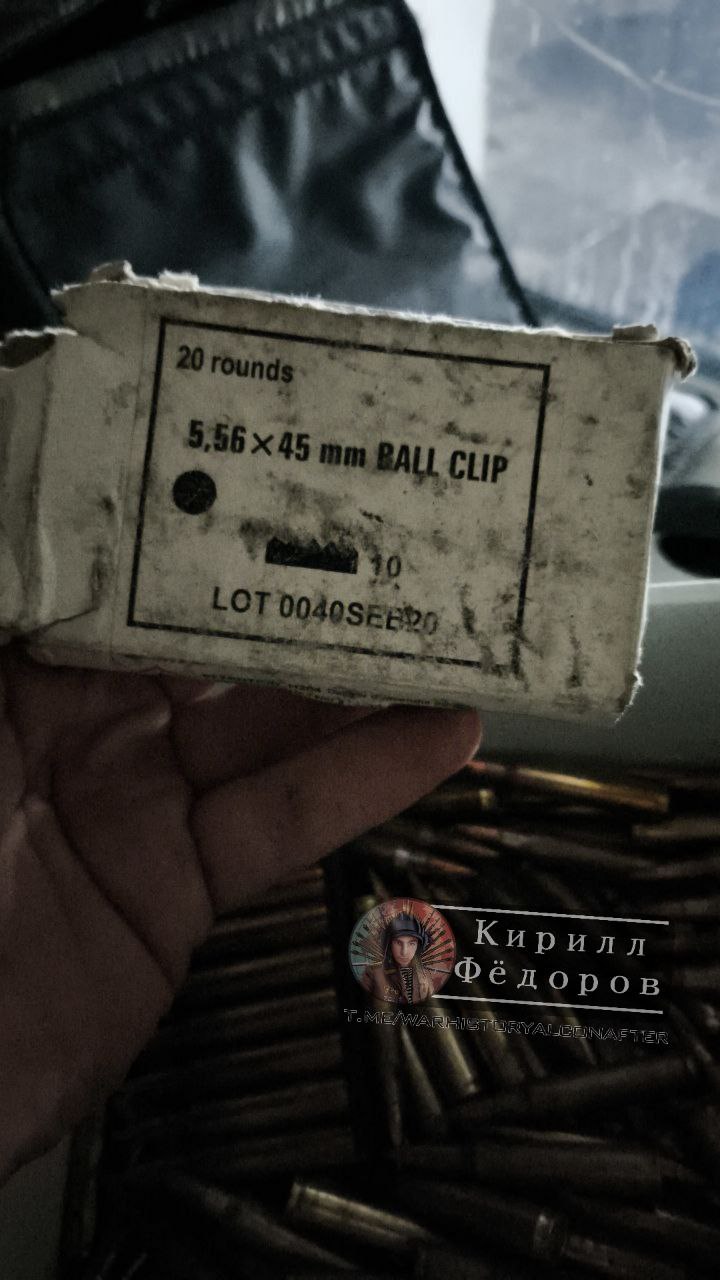 20 rounds
5,56×45 mm BALL CLIP
10
LOT 0040SEB20
Кирилл
Фёдоров
T.ME/WARHISTORYALCONAFTER